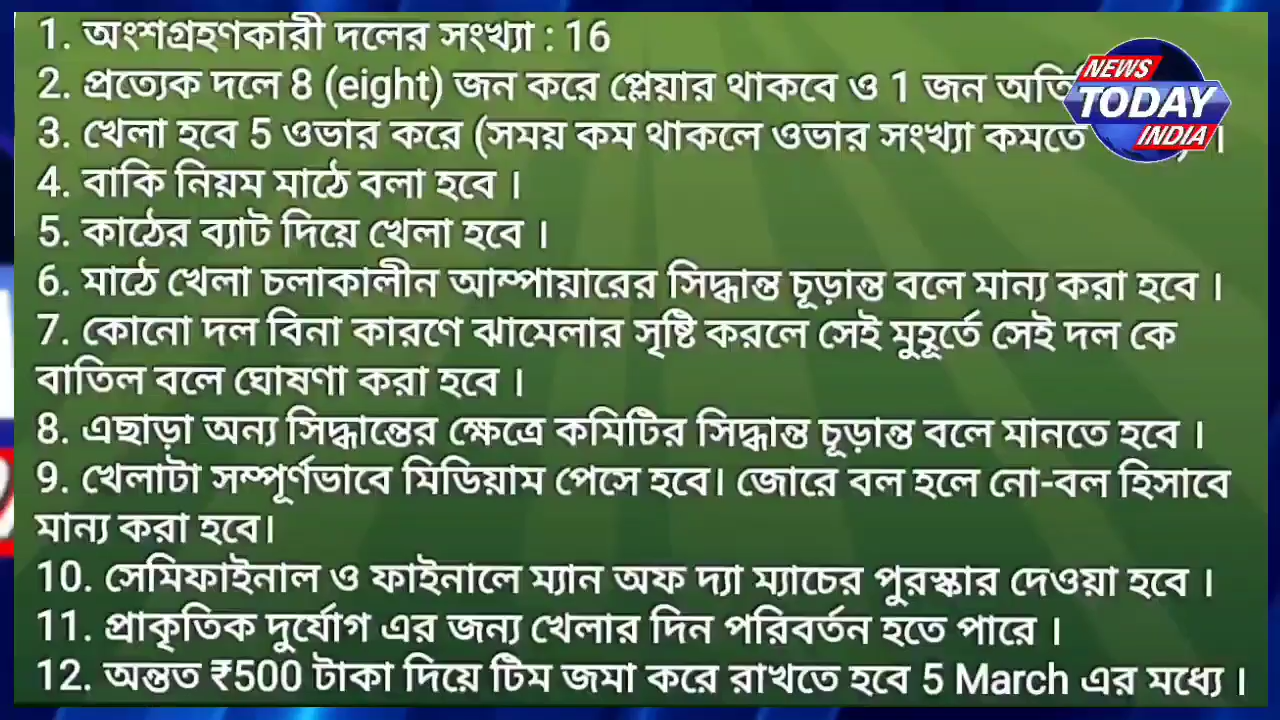 1. অংশগ্রহণকারী দলের সংখ্যা : 16
2. প্রত্যেক দলে 8 (eight) জন করে প্লেয়ার থাকবে ও 1 জন
3. খেলা হবে 5 ওভার করে (সময় কম থাকলে ওভার সংখ্যা কমতে
4. বাকি নিয়ম মাঠে বলা হবে ।
5. কাঠের ব্যাট দিয়ে খেলা হবে ।
6. মাঠে খেলা চলাকালীন আম্পায়ারের সিদ্ধান্ত চূড়ান্ত বলে মান্য করা হবে ।
7. কোনো দল বিনা কারণে ঝামেলার সৃষ্টি করলে সেই মুহূর্তে সেই দল কে
বাতিল বলে ঘোষণা করা হবে ।
8. এছাড়া অন্য সিদ্ধান্তের ক্ষেত্রে কমিটির সিদ্ধান্ত চূড়ান্ত বলে মানতে হবে ।
9. খেলাটা সম্পূর্ণভাবে মিডিয়াম পেসে হবে। জোরে বল হলে নো-বল হিসাবে
মান্য করা হবে।
10. সেমিফাইনাল ও ফাইনালে ম্যান অফ দ্যা ম্যাচের পুরস্কার দেওয়া হবে ।
11. প্রাকৃতিক দুর্যোগ এর জন্য খেলার দিন পরিবর্তন হতে পারে ।
12. অন্তত ₹500 টাকা দিয়ে টিম জমা করে রাখতে হবে 5 March এর মধ্যে ।
NEWS
TODAY
INDIA